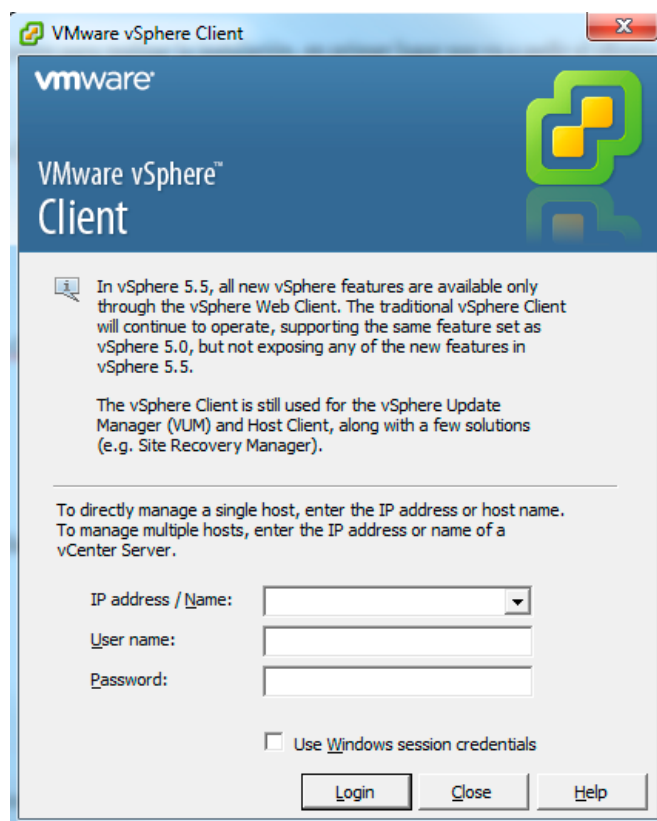 VMware vSphere Client
vmware
VMware vSphere™
Client
In vSphere 5.5, all new vSphere features are available only
through the vSphere Web Client. The traditional vSphere Client
will continue to operate, supporting the same feature set as
vSphere 5.0, but not exposing any of the new features in
vSphere 5.5.
The vSphere Client is still used for the vSphere Update
Manager (VUM) and Host Client, along with a few solutions
(e.g. Site Recovery Manager).
To directly manage a single host, enter the IP address or host name.
To manage multiple hosts, enter the IP address or name of a
vCenter Server.
IP address / Name:
User name:
Password:
Use Windows session credentials
Login Close Help